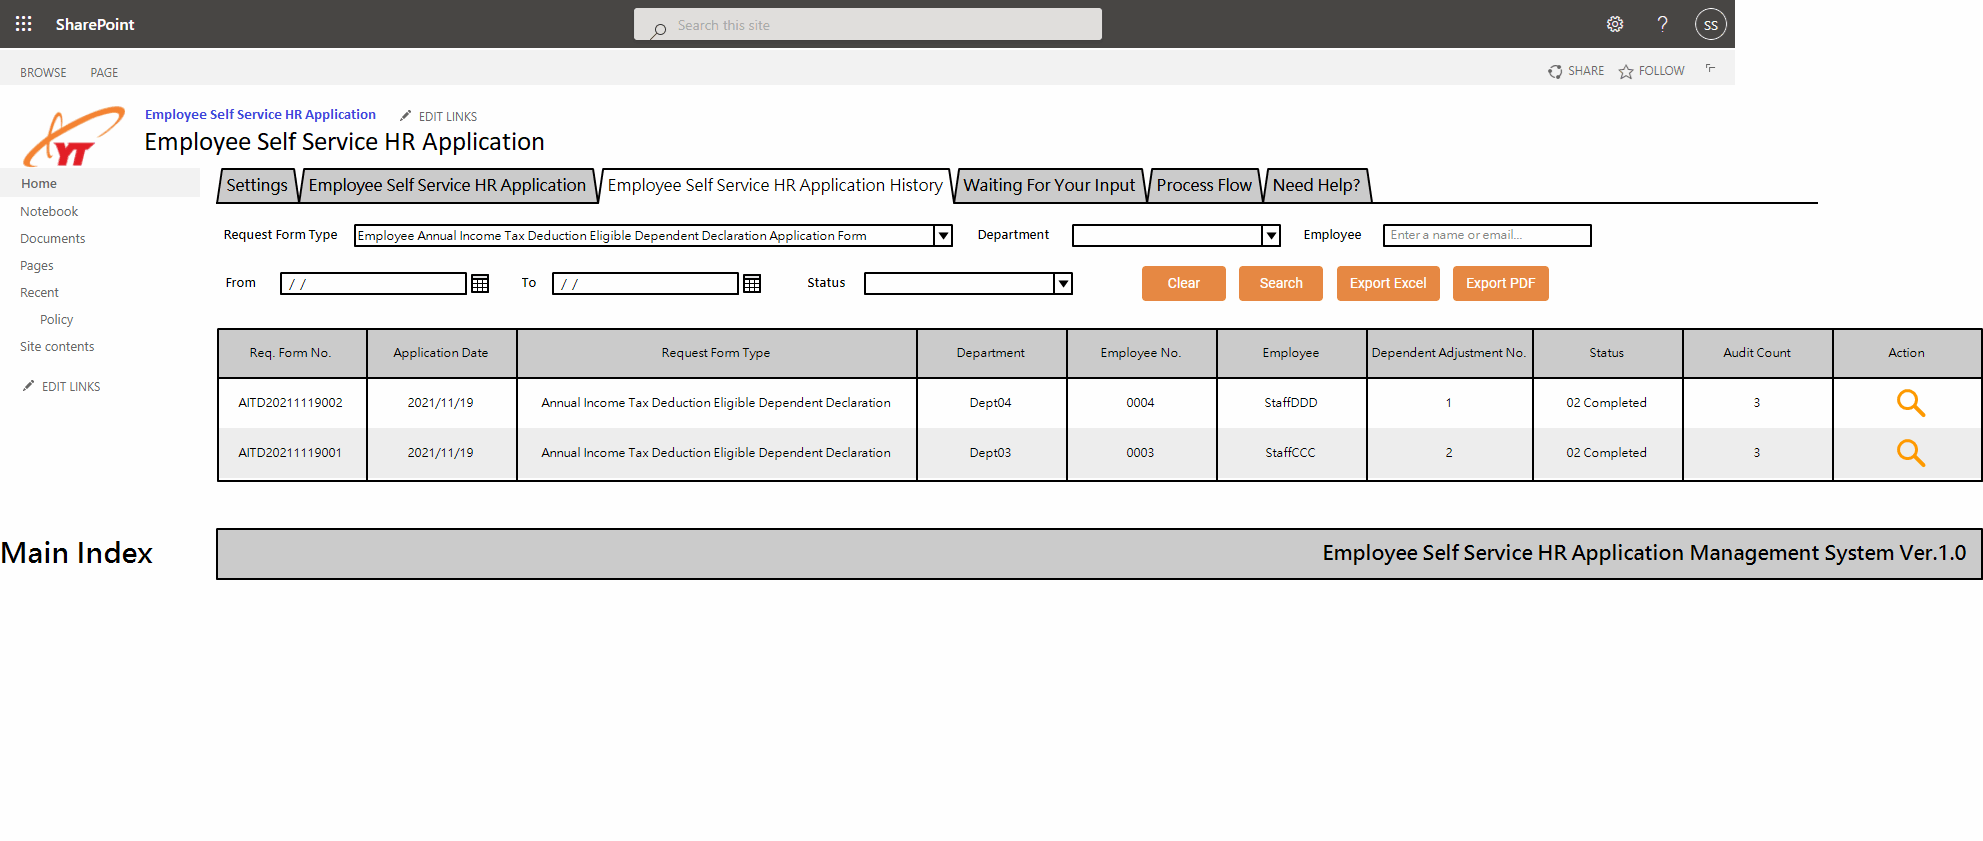 SharePoint
Search this site
?
SS
BROWSE PAGE
SHARE FOLLOW
YT
Employee Self Service HR Application EDIT LINKS
Employee Self Service HR Application
Home
Notebook
Documents
Pages
Recent
Policy
Site contents
EDIT LINKS
Settings Employee Self Service HR Application Employee Self Service HR Application History Waiting For Your Input Process Flow Need Help?
Request Form Type Employee Annual Income Tax Deduction Eligible Dependent Declaration Application Form Department Employee Enter a name or email...
From / / To / / Status Clear Search Export Excel Export PDF
Req. Form No. Application Date Request Form Type Department Employee No. Employee Dependent Adjustment No. Status Audit Count Action
AITD20211119002 2021/11/19 Annual Income Tax Deduction Eligible Dependent Declaration Dept04 0004 StaffDDD 1 02 Completed 3
AITD20211119001 2021/11/19 Annual Income Tax Deduction Eligible Dependent Declaration Dept03 0003 StaffCCC 2 02 Completed 3
Main Index
Employee Self Service HR Application Management System Ver.1.0